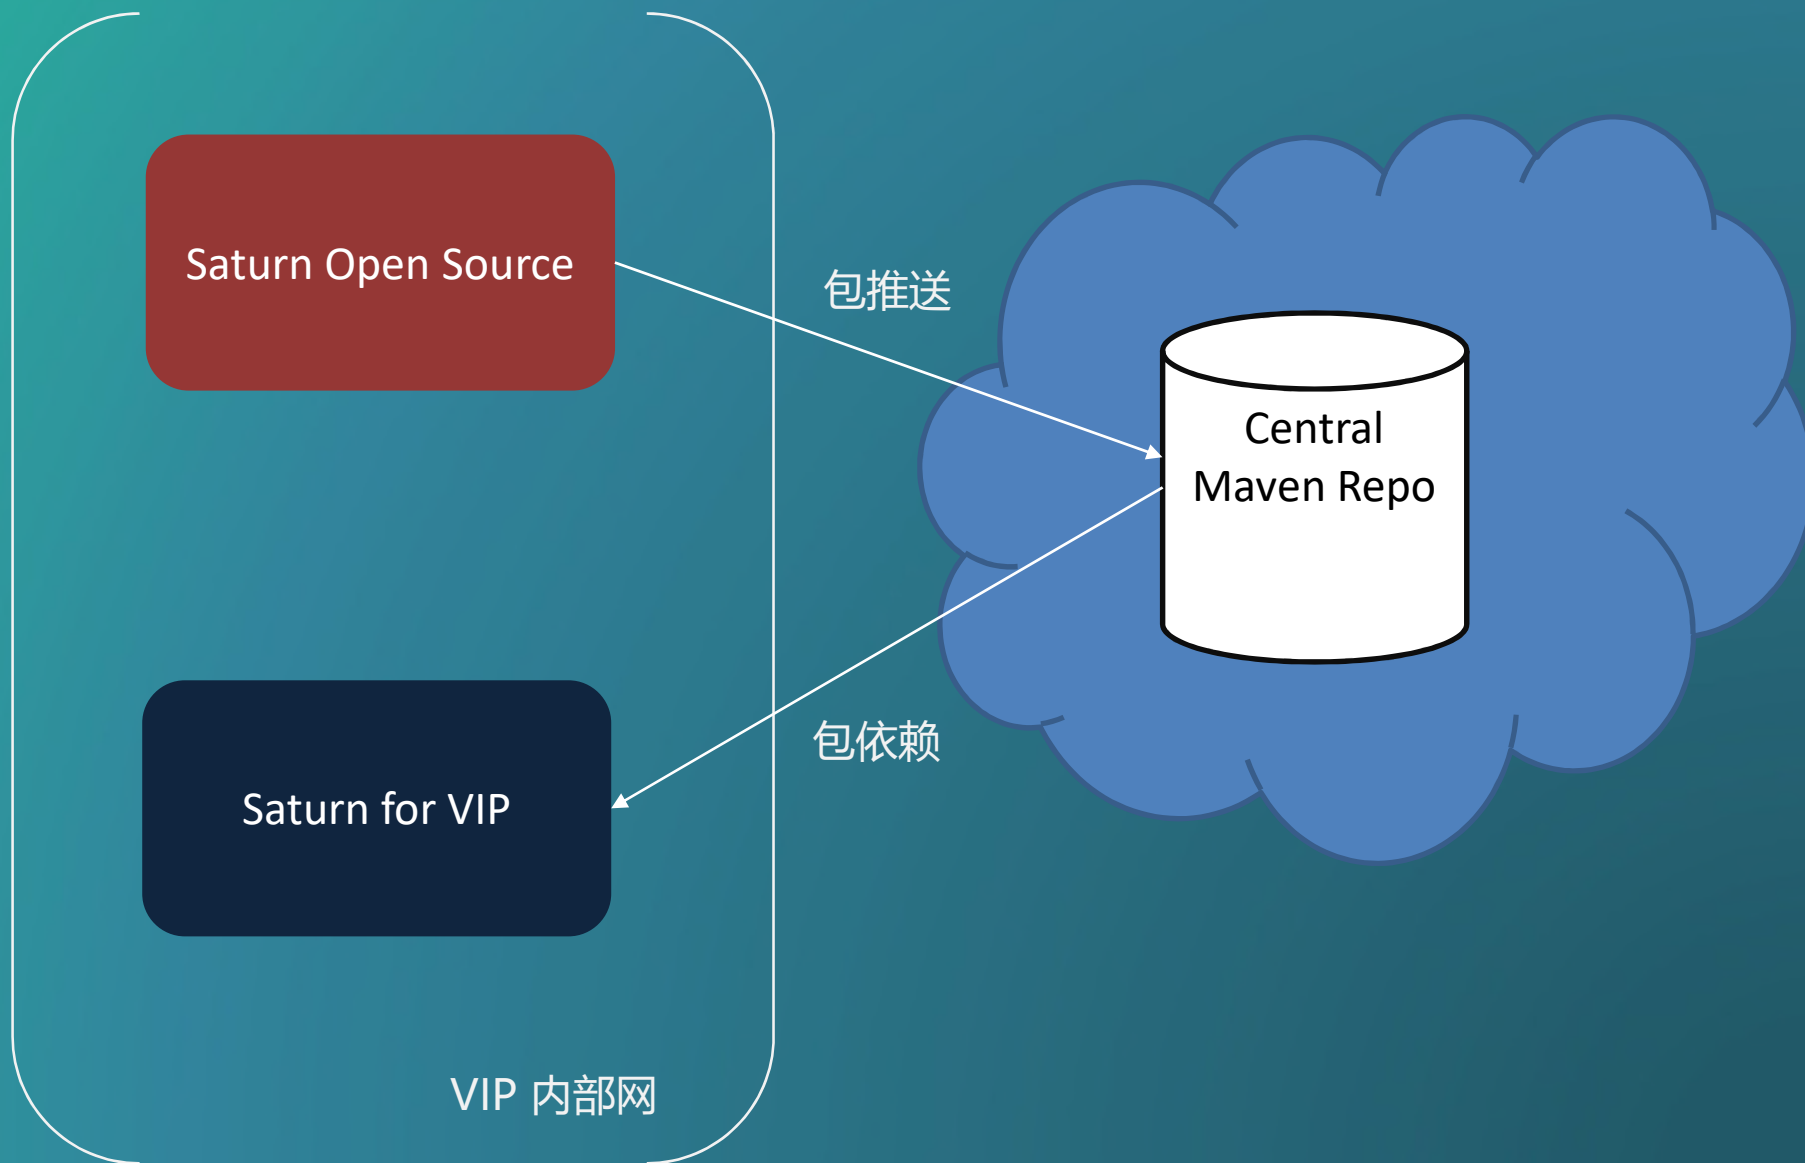 Saturn Open Source
包推送
Central
Maven Repo
包依赖
Saturn for VIP
VIP 内部网